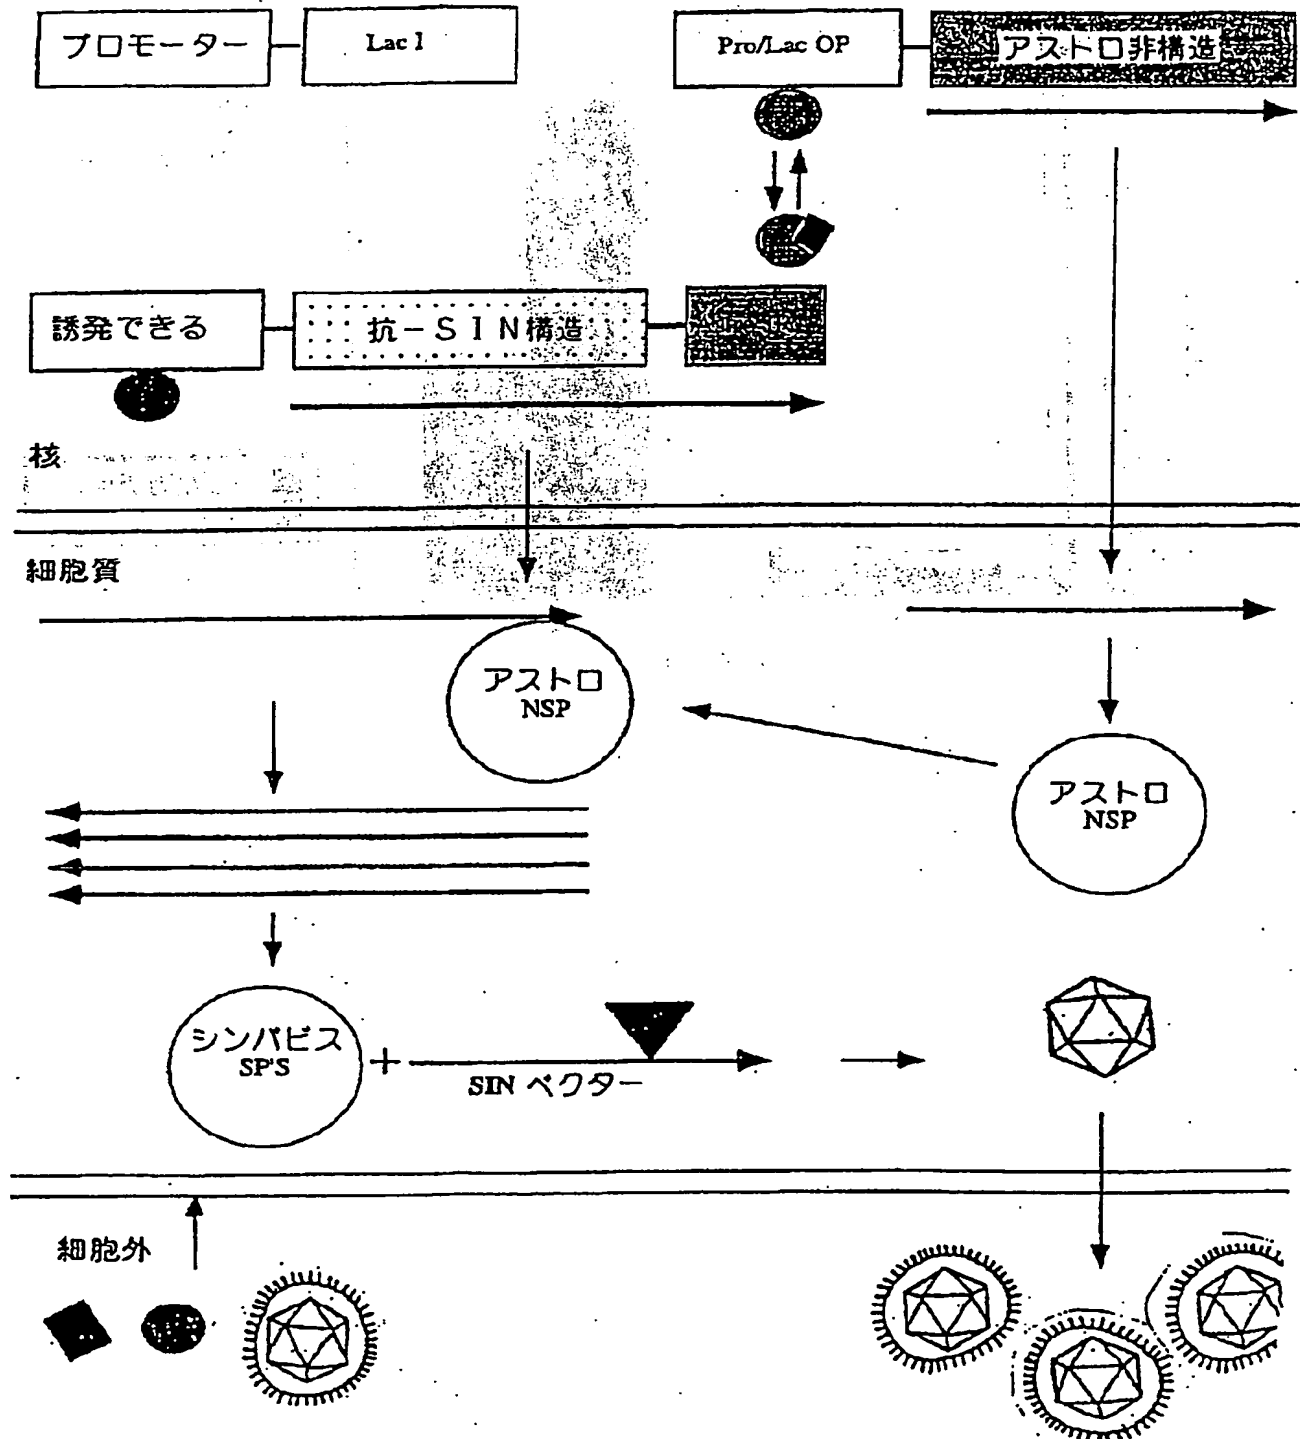 プロモーター
Lac I
Pro/Lac OP
アストロ非構造
誘発できる
抗-SIN構造
核
細胞質
アストロ
NSP
アストロ
NSP
シンパビス
SP'S
+
SIN ベクター
細胞外